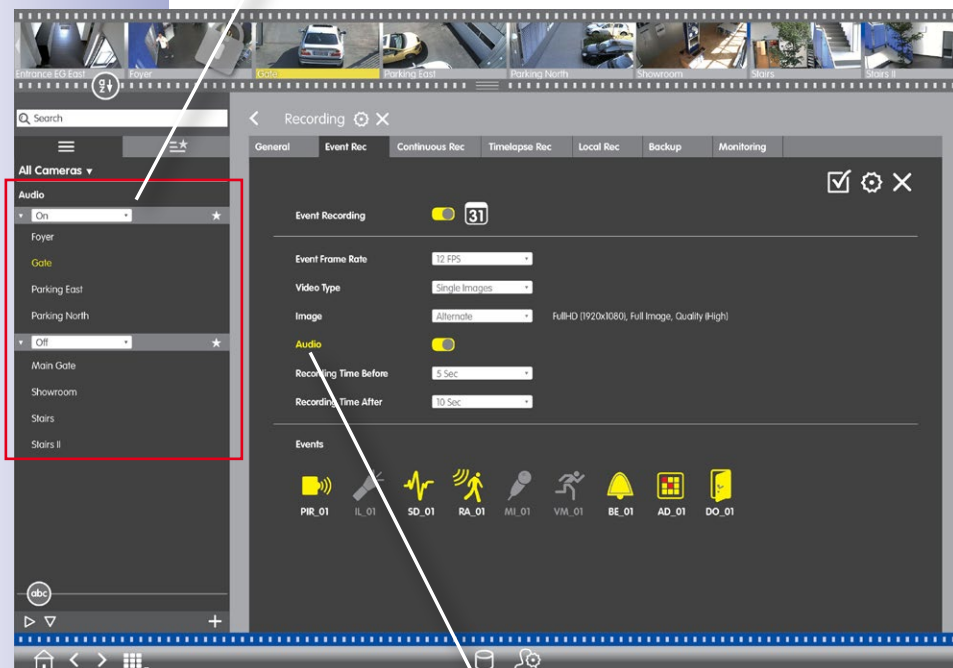 Entrance EG East Foyer Gate Parking East Parking North Showroom Stairs Stairs II
Search
All Cameras
Audio
On
Foyer
Gate
Parking East
Parking North
Off
Main Gate
Showroom
Stairs
Stairs II
abc
Recording
General Event Rec Continuous Rec Timelapse Rec Local Rec Backup Monitoring
Event Recording 31
Event Frame Rate 12 FPS
Video Type Single Images
Image Alternate FullHD (1920x1080), Full Image, Quality (High)
Audio
Recording Time Before 5 Sec
Recording Time After 10 Sec
Events
PIR_01 IL_01 SD_01 RA_01 MI_01 VM_01 BE_01 AD_01 DO_01